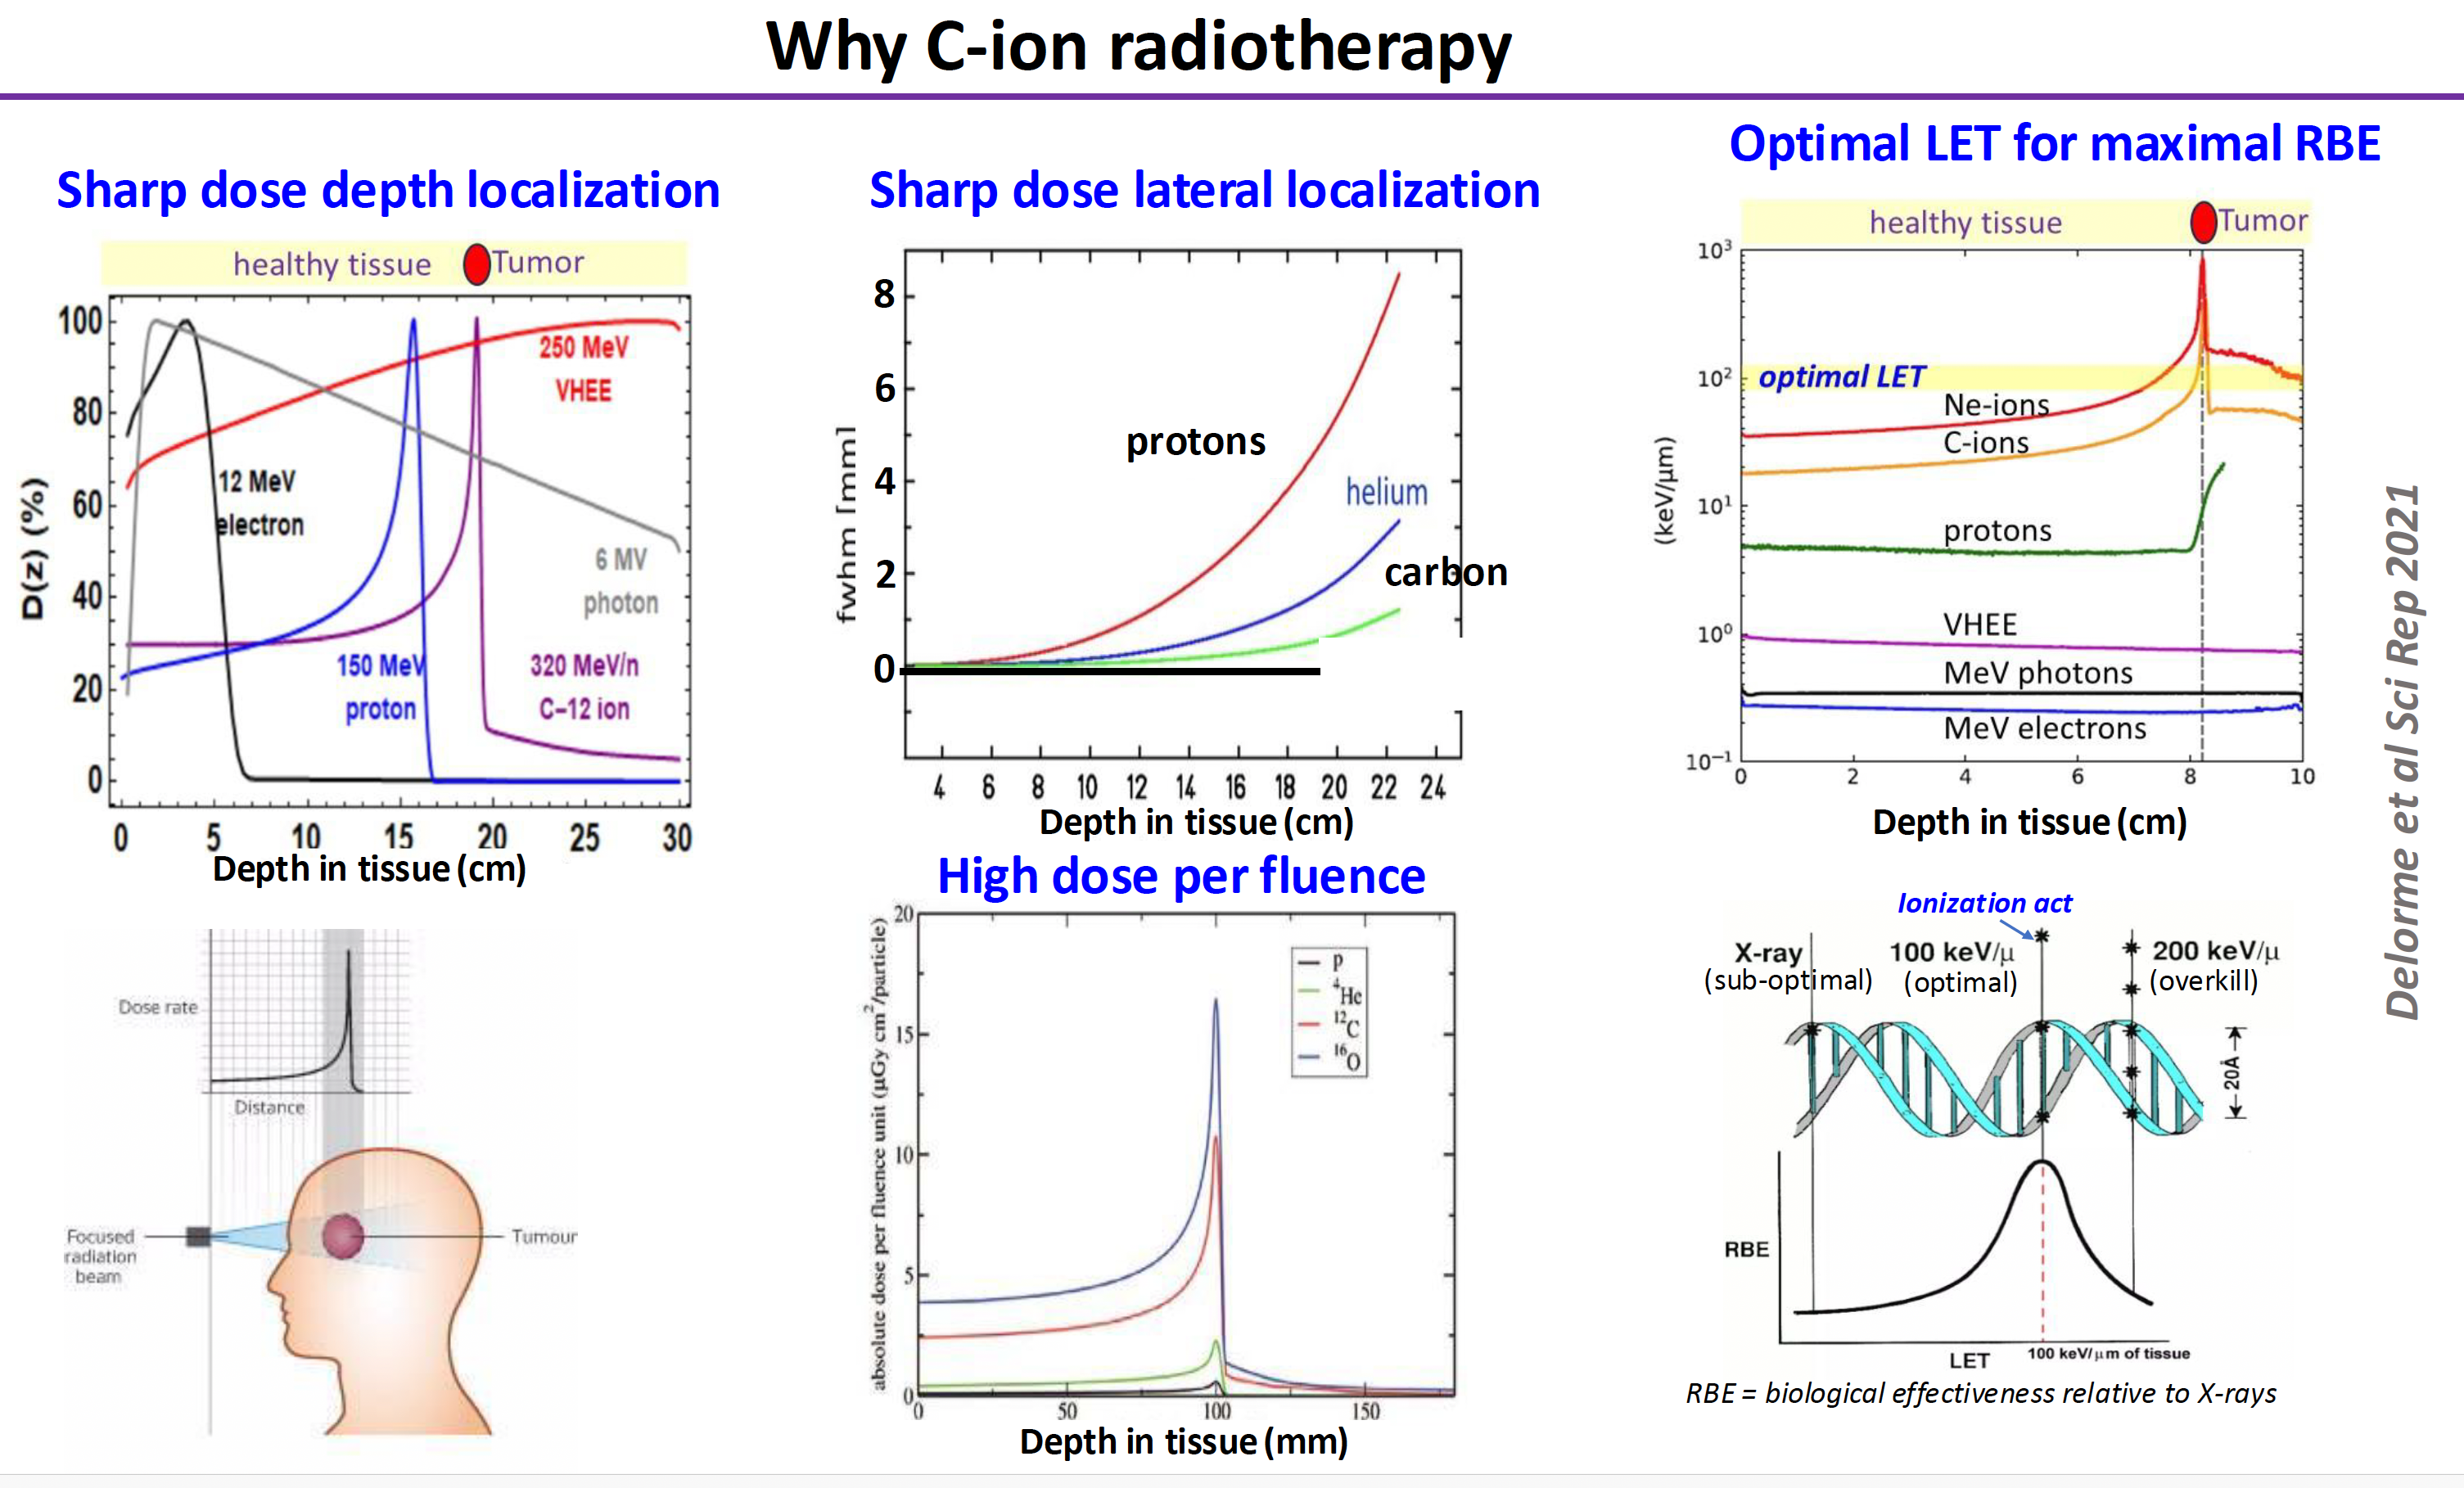 Why C-ion radiotherapy
Sharp dose depth localization
healthy tissue
Tumor
100
80
60
40
20
0
D(z) (%)
250 MeV
VHEE
12 MeV
electron
6 MV
photon
150 MeV
proton
320 MeV/n
C–12 ion
0 5 10 15 20 25 30
Depth in tissue (cm)
Dose rate
Distance
Focused
radiation
beam
Tumour
Sharp dose lateral localization
8
6
4
2
0
fwhm [mm]
protons
helium
carbon
4 6 8 10 12 14 16 18 20 22 24
Depth in tissue (cm)
High dose per fluence
20
15
10
5
0
absolute dose per fluence unit (µGy cm²/particle)
p
⁴He
¹²C
¹⁶O
0 50 100 150
Depth in tissue (mm)
Optimal LET for maximal RBE
healthy tissue
Tumor
10³
10²
10¹
10⁰
10⁻¹
(keV/µm)
optimal LET
Ne-ions
C-ions
protons
VHEE
MeV photons
MeV electrons
0 2 4 6 8 10
Depth in tissue (cm)
Delorme et al Sci Rep 2021
Ionization act
X-ray
(sub-optimal)
100 keV/µ
(optimal)
200 keV/µ
(overkill)
20Å
RBE
LET
100 keV/µm of tissue
RBE = biological effectiveness relative to X-rays